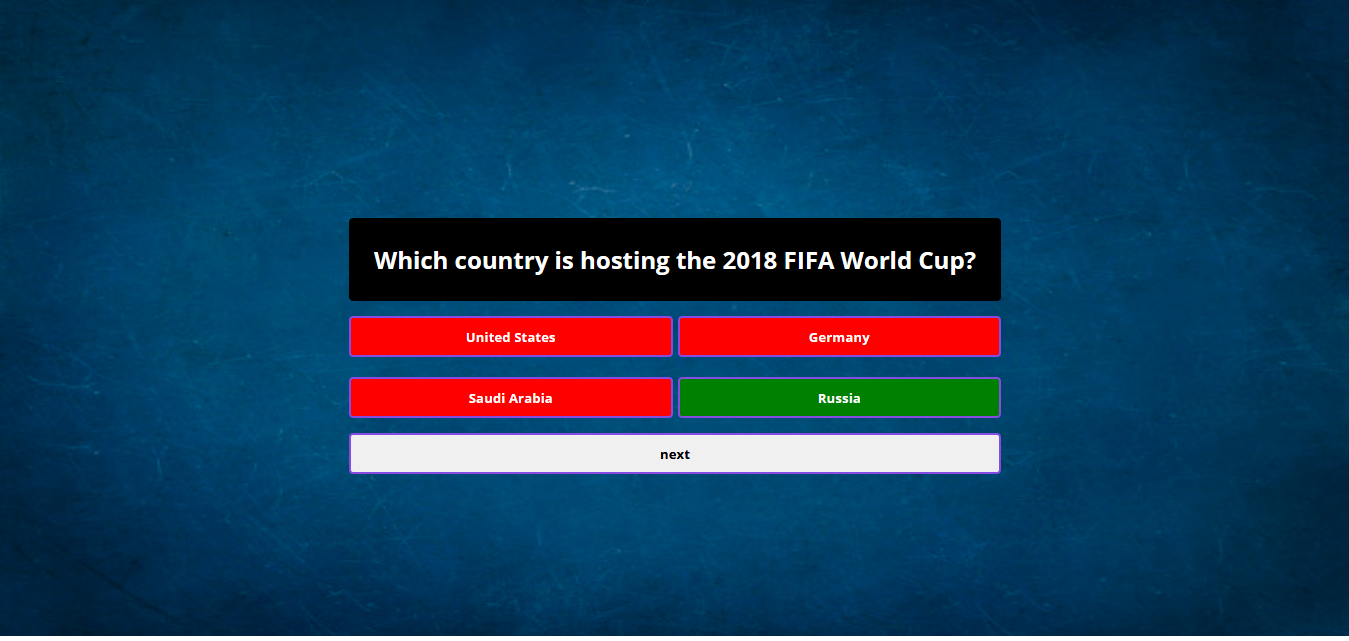 Which country is hosting the 2018 FIFA World Cup?
United States
Germany
Saudi Arabia
Russia
next